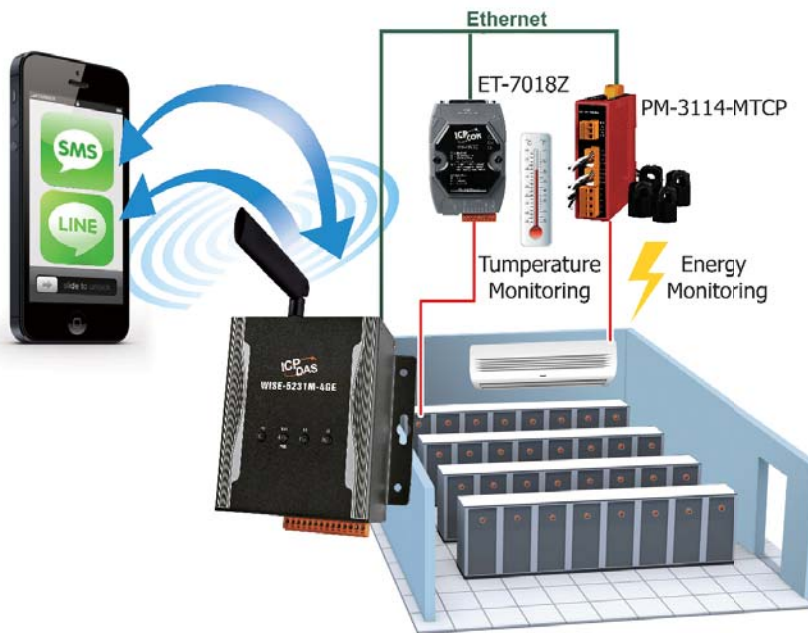 Ethernet
ET-7018Z
PM-3114-MTCP
SMS
LINE
slide to unlock
ICP
CON
Tumperature
Monitoring
Energy
Monitoring
ICP
DAS
WISE-5231M-4GE